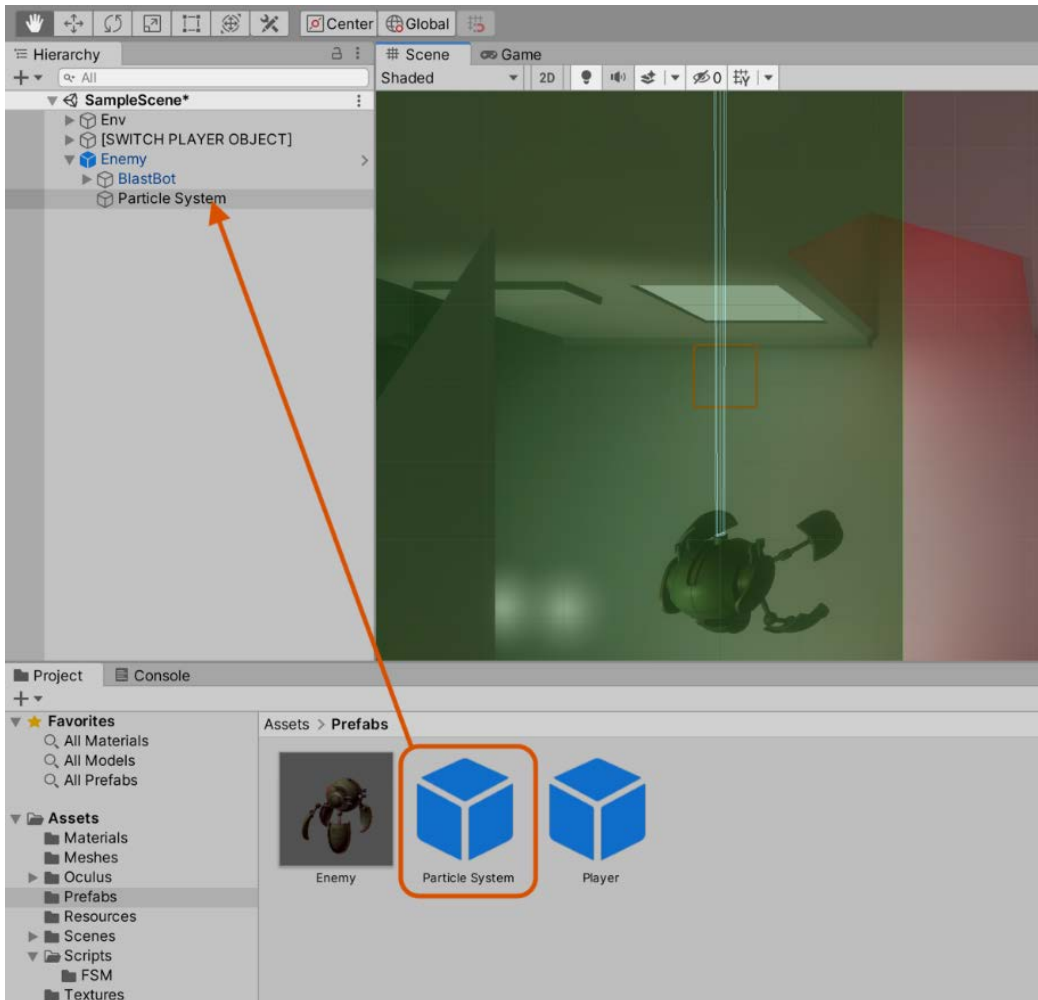 Center Global
Hierarchy
# Scene Game
All
Shaded 2D 0
SampleScene*
Env
[SWITCH PLAYER OBJECT]
Enemy
BlastBot
Particle System
Project Console
Favorites
All Materials
All Models
All Prefabs
Assets
Materials
Meshes
Oculus
Prefabs
Resources
Scenes
Scripts
FSM
Textures
Assets > Prefabs
Enemy Particle System Player